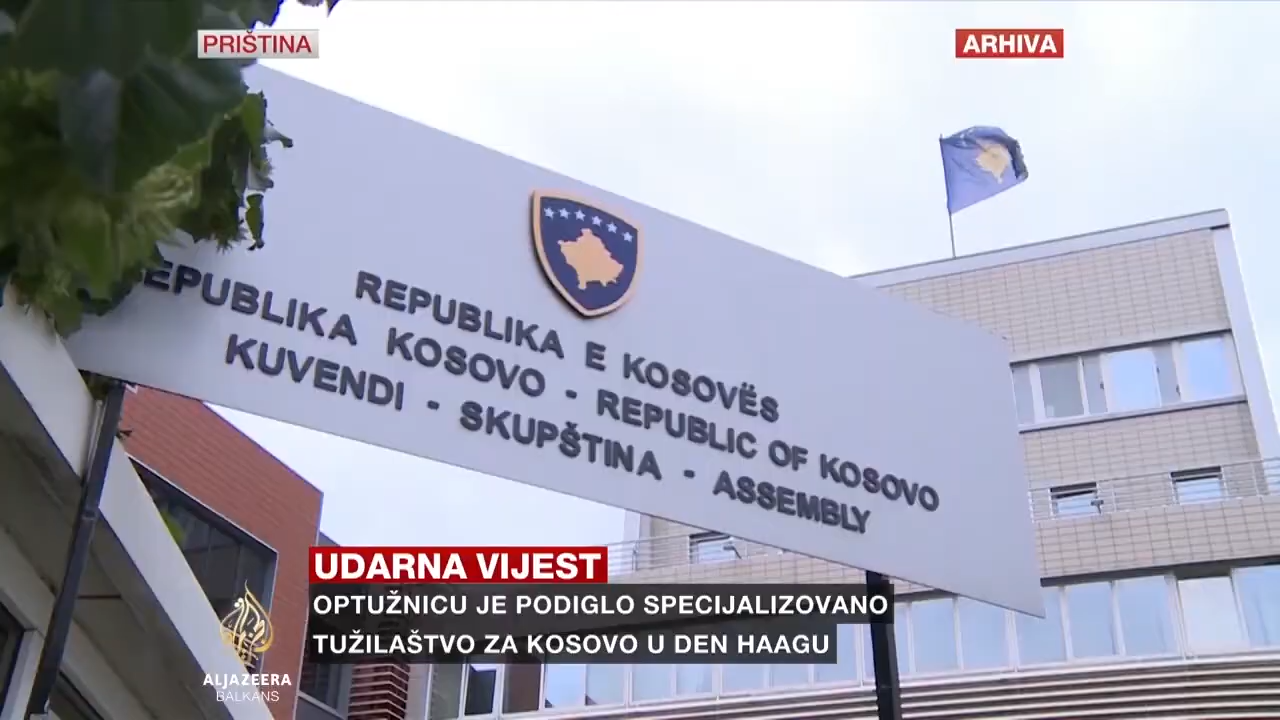 PRIŠTINA
ARHIVA
REPUBLIKA E KOSOVËS
REPUBLIKA KOSOVO - REPUBLIC OF KOSOVO
KUVENDI - SKUPŠTINA - ASSEMBLY
UDARNA VIJEST
OPTUŽNICU JE PODIGLO SPECIJALIZOVANO
TUŽILAŠTVO ZA KOSOVO U DEN HAAGU
ALJAZEERA
BALKANS